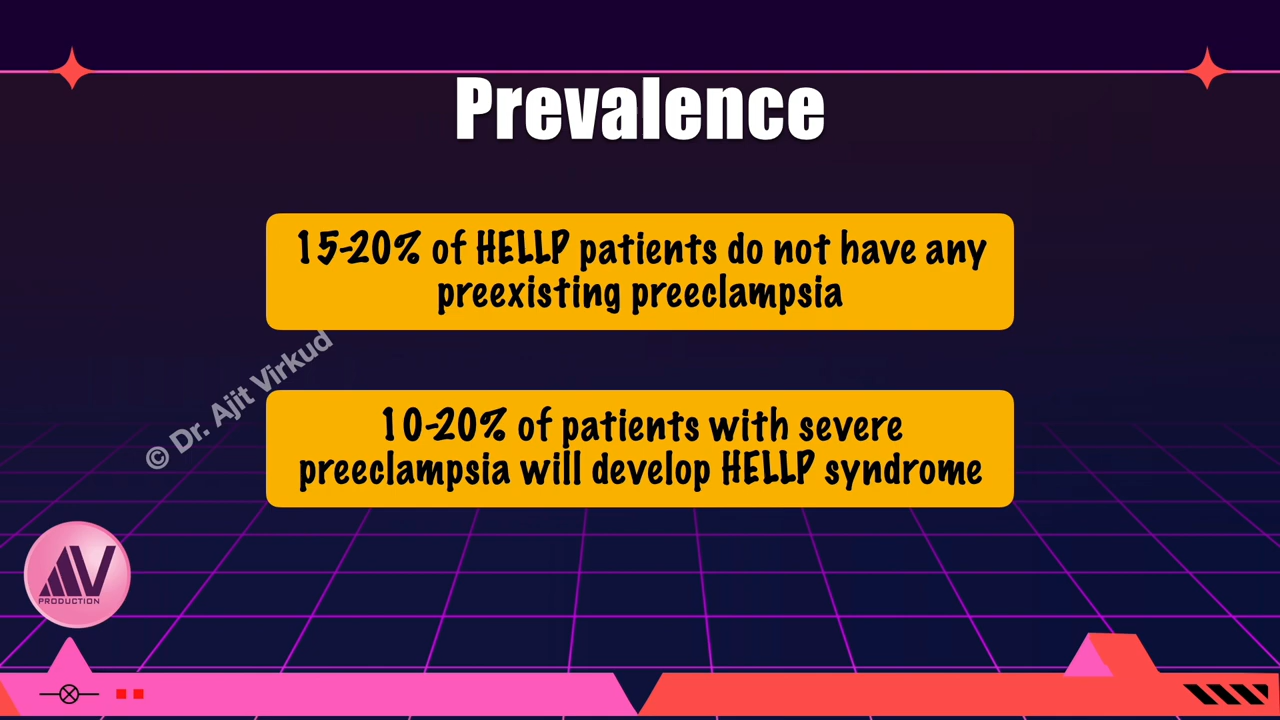 Prevalence
15-20% of HELLP patients do not have any
preexisting preeclampsia
© Dr. Ajit Virkud
10-20% of patients with severe
preeclampsia will develop HELLP syndrome
AV
PRODUCTION